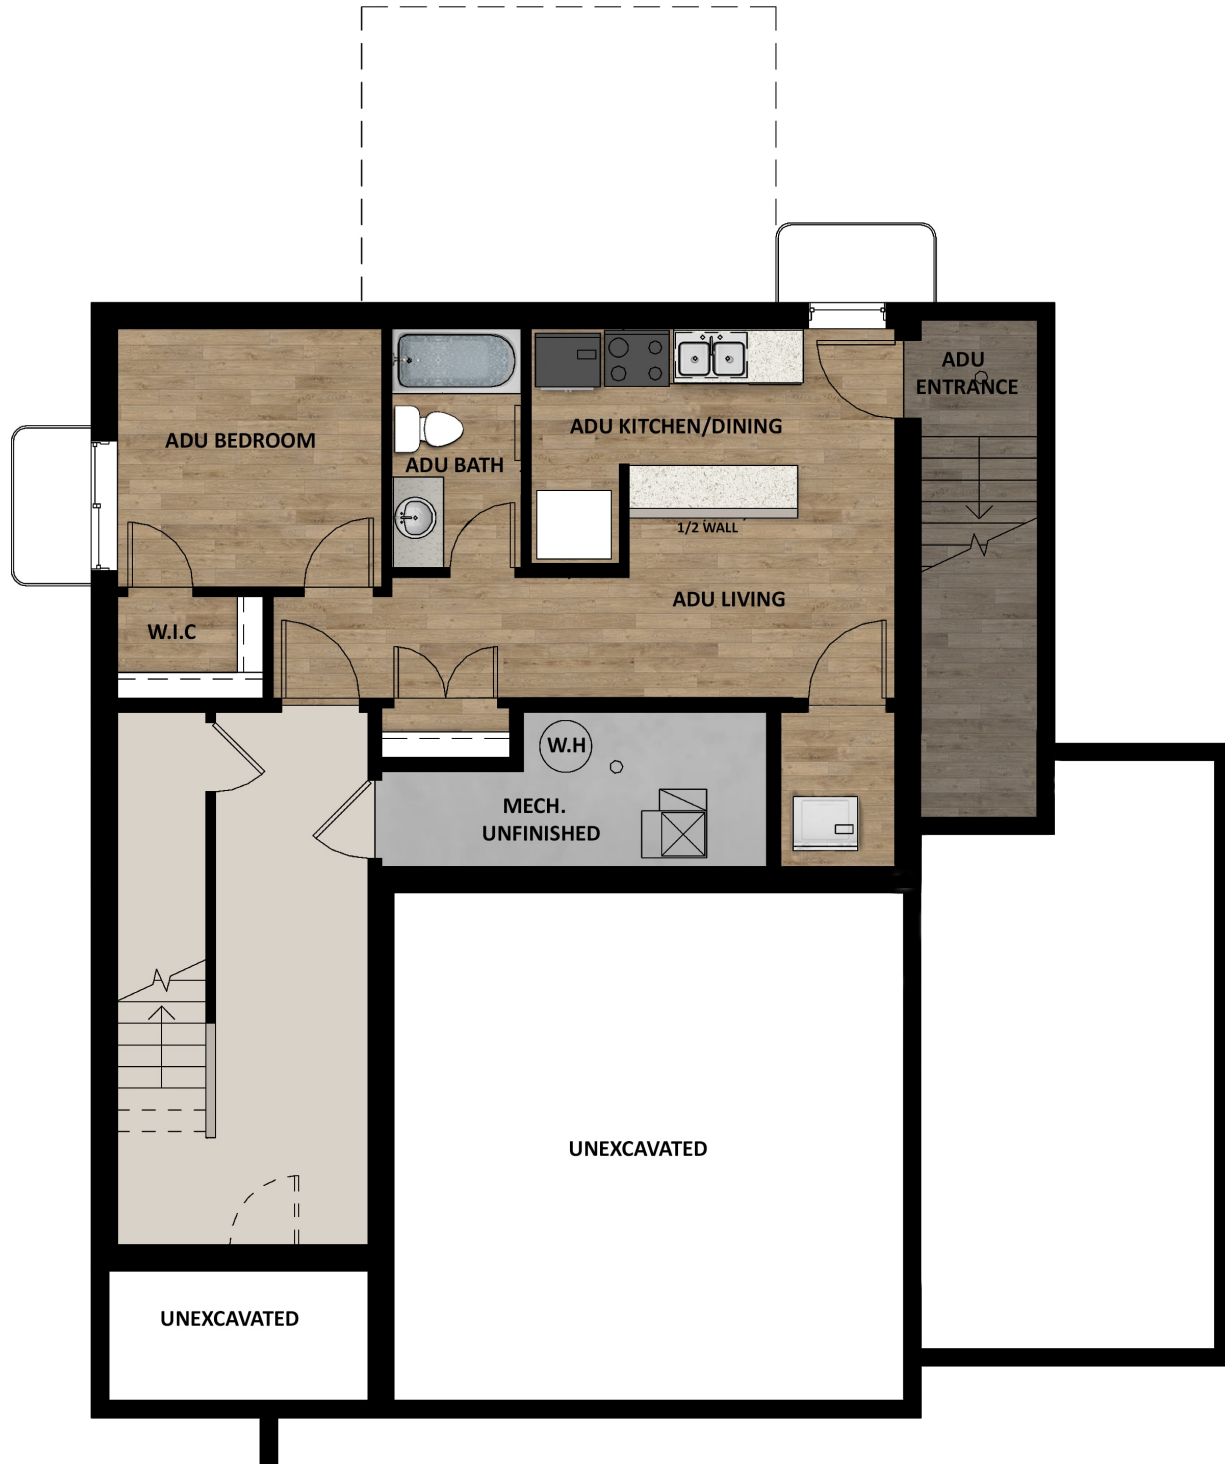 ADU
ENTRANCE
ADU BEDROOM
ADU KITCHEN/DINING
ADU BATH
1/2 WALL
ADU LIVING
W.I.C
W.H
MECH.
UNFINISHED
UNEXCAVATED
UNEXCAVATED